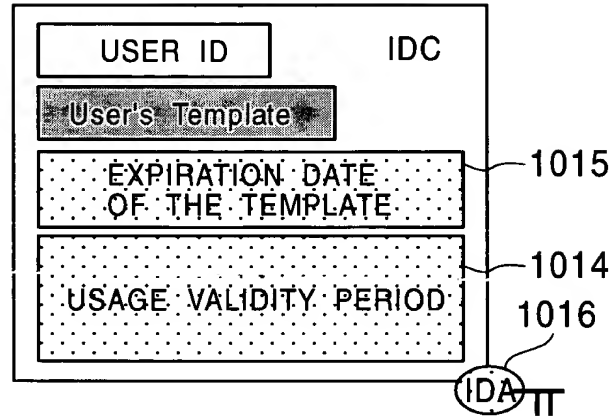 USER ID
IDC
User's Template
EXPIRATION DATE
OF THE TEMPLATE
1015
USAGE VALIDITY PERIOD
1014
1016
IDA